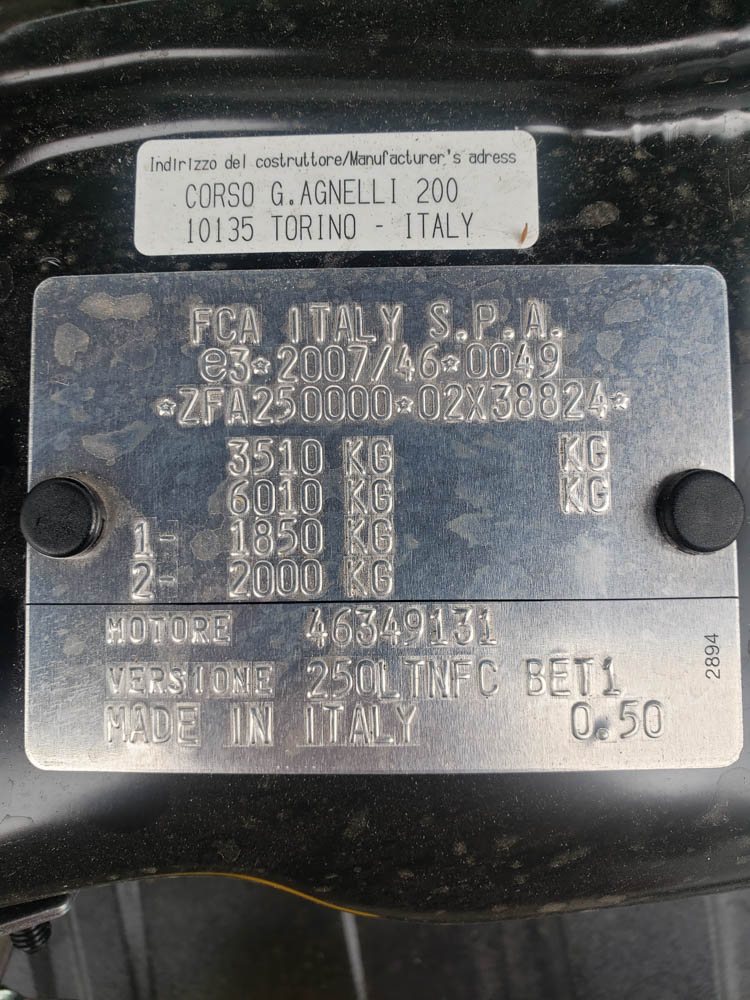 Indirizzo del costruttore/Manufacturer's adress
CORSO G.AGNELLI 200
10135 TORINO - ITALY
FCA ITALY S.P.A.
e3*2007/46*0049
*ZFA250000*02X38824*
3510 KG KG
6010 KG KG
1- 1850 KG
2- 2000 KG
MOTORE 46349131
VERSIONE 250LTNFC BET1
MADE IN ITALY 0.50
2894